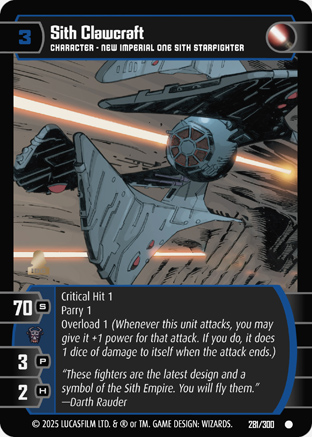 3
Sith Clawcraft
CHARACTER - NEW IMPERIAL ONE SITH STARFIGHTER
70 S
3 P
2 H
Critical Hit 1
Parry 1
Overload 1 (Whenever this unit attacks, you may
give it +1 power for that attack. If you do, it does
1 dice of damage to itself when the attack ends.)
“These fighters are the latest design and a
symbol of the Sith Empire. You will fly them.”
—Darth Rauder
© 2025 LUCASFILM LTD. & ® OR TM. GAME DESIGN: WIZARDS. 281/300